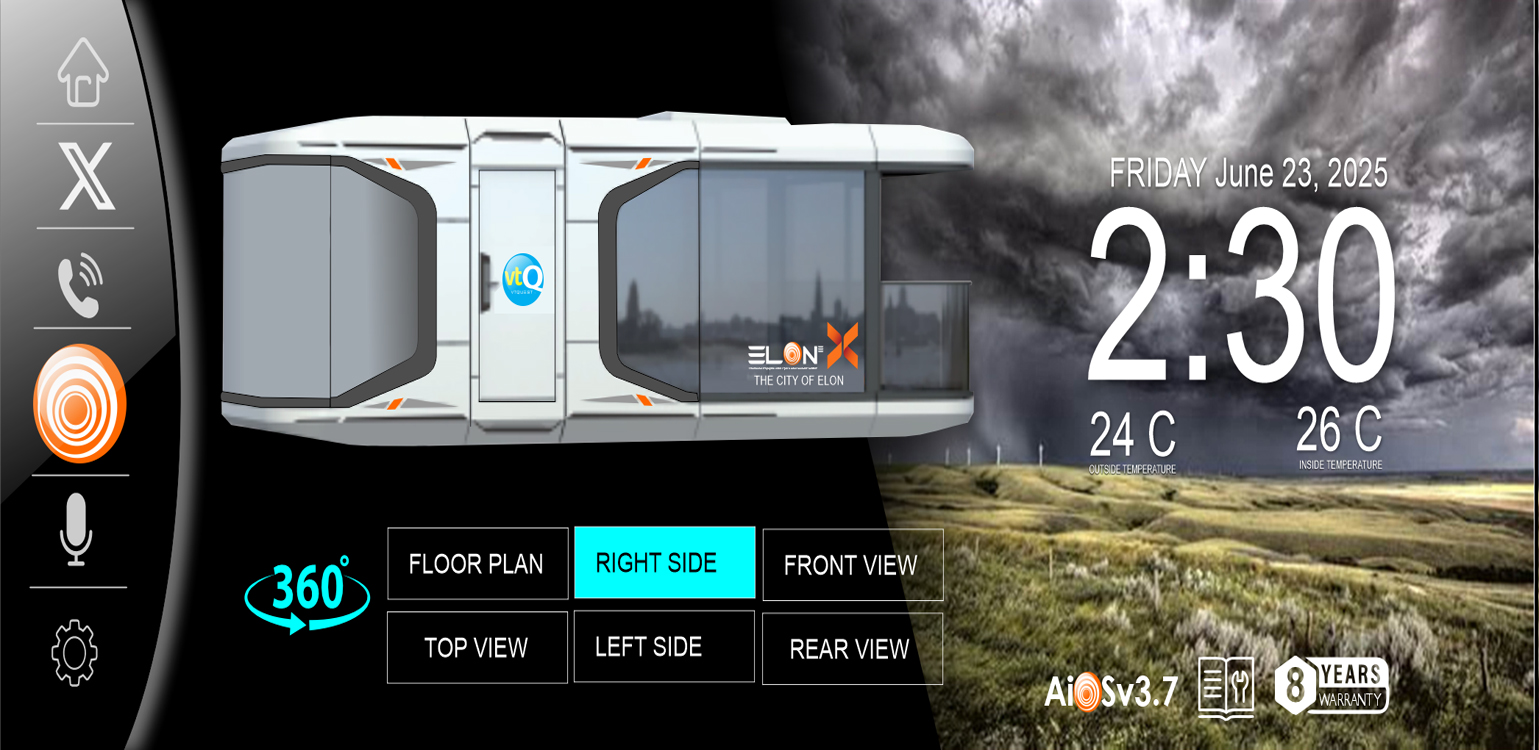 FRIDAY June 23, 2025
2:30
24 C
OUTSIDE TEMPERATURE
26 C
INSIDE TEMPERATURE
vtQ
ELON
X
THE CITY OF ELON
360°
FLOOR PLAN
RIGHT SIDE
FRONT VIEW
TOP VIEW
LEFT SIDE
REAR VIEW
AiOSv3.7
8 YEARS
WARRANTY